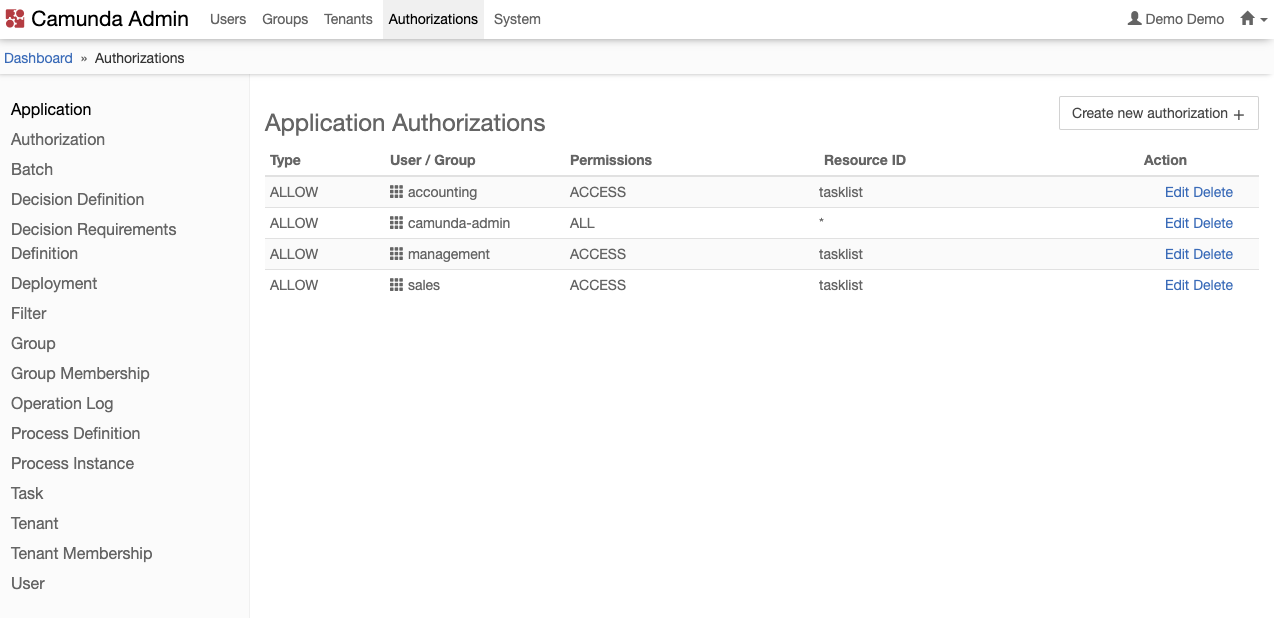 Camunda Admin Users Groups Tenants Authorizations System Demo Demo
Dashboard » Authorizations
Application
Authorization
Batch
Decision Definition
Decision Requirements
Definition
Deployment
Filter
Group
Group Membership
Operation Log
Process Definition
Process Instance
Task
Tenant
Tenant Membership
User
Application Authorizations
Create new authorization +
Type User / Group Permissions Resource ID Action
ALLOW accounting ACCESS tasklist Edit Delete
ALLOW camunda-admin ALL * Edit Delete
ALLOW management ACCESS tasklist Edit Delete
ALLOW sales ACCESS tasklist Edit Delete